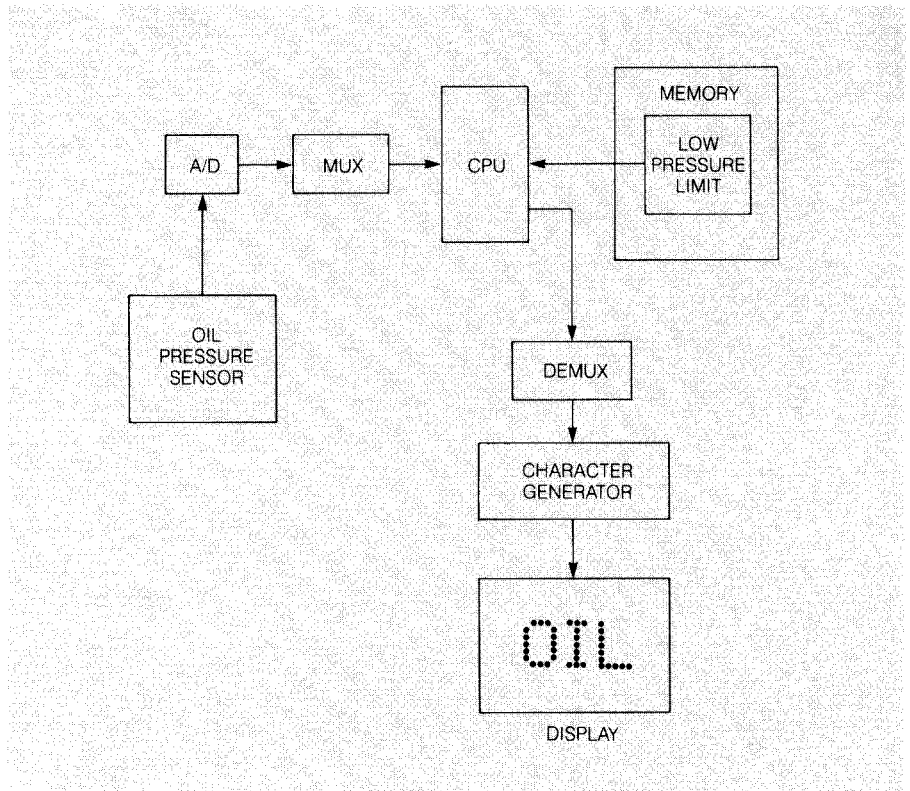 MEMORY
LOW
PRESSURE
LIMIT
CPU
A/D
MUX
OIL
PRESSURE
SENSOR
DEMUX
CHARACTER
GENERATOR
OIL
DISPLAY